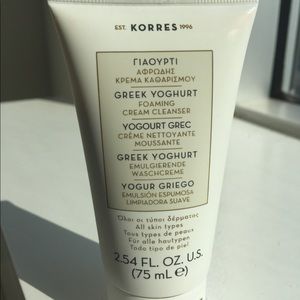 EST. KORRES 1996
ΓΙΑΟΥΡΤΙ
ΑΦΡΩΔΗΣ
ΚΡΕΜΑ ΚΑΘΑΡΙΣΜΟΥ
GREEK YOGHURT
FOAMING
CREAM CLEANSER
YOGOURT GREC
CRÈME NETTOYANTE
MOUSSANTE
GREEK YOGHURT
EMULGIERENDE
WASCHCREME
YOGUR GRIEGO
EMULSIÓN ESPUMOSA
LIMPIADORA SUAVE
Όλοι οι τύποι δέρματος
All skin types
Tous types de peaux
Für alle hautypen
Todo tipo de piel
2.54 FL. OZ. U.S.
(75 mL ℮)